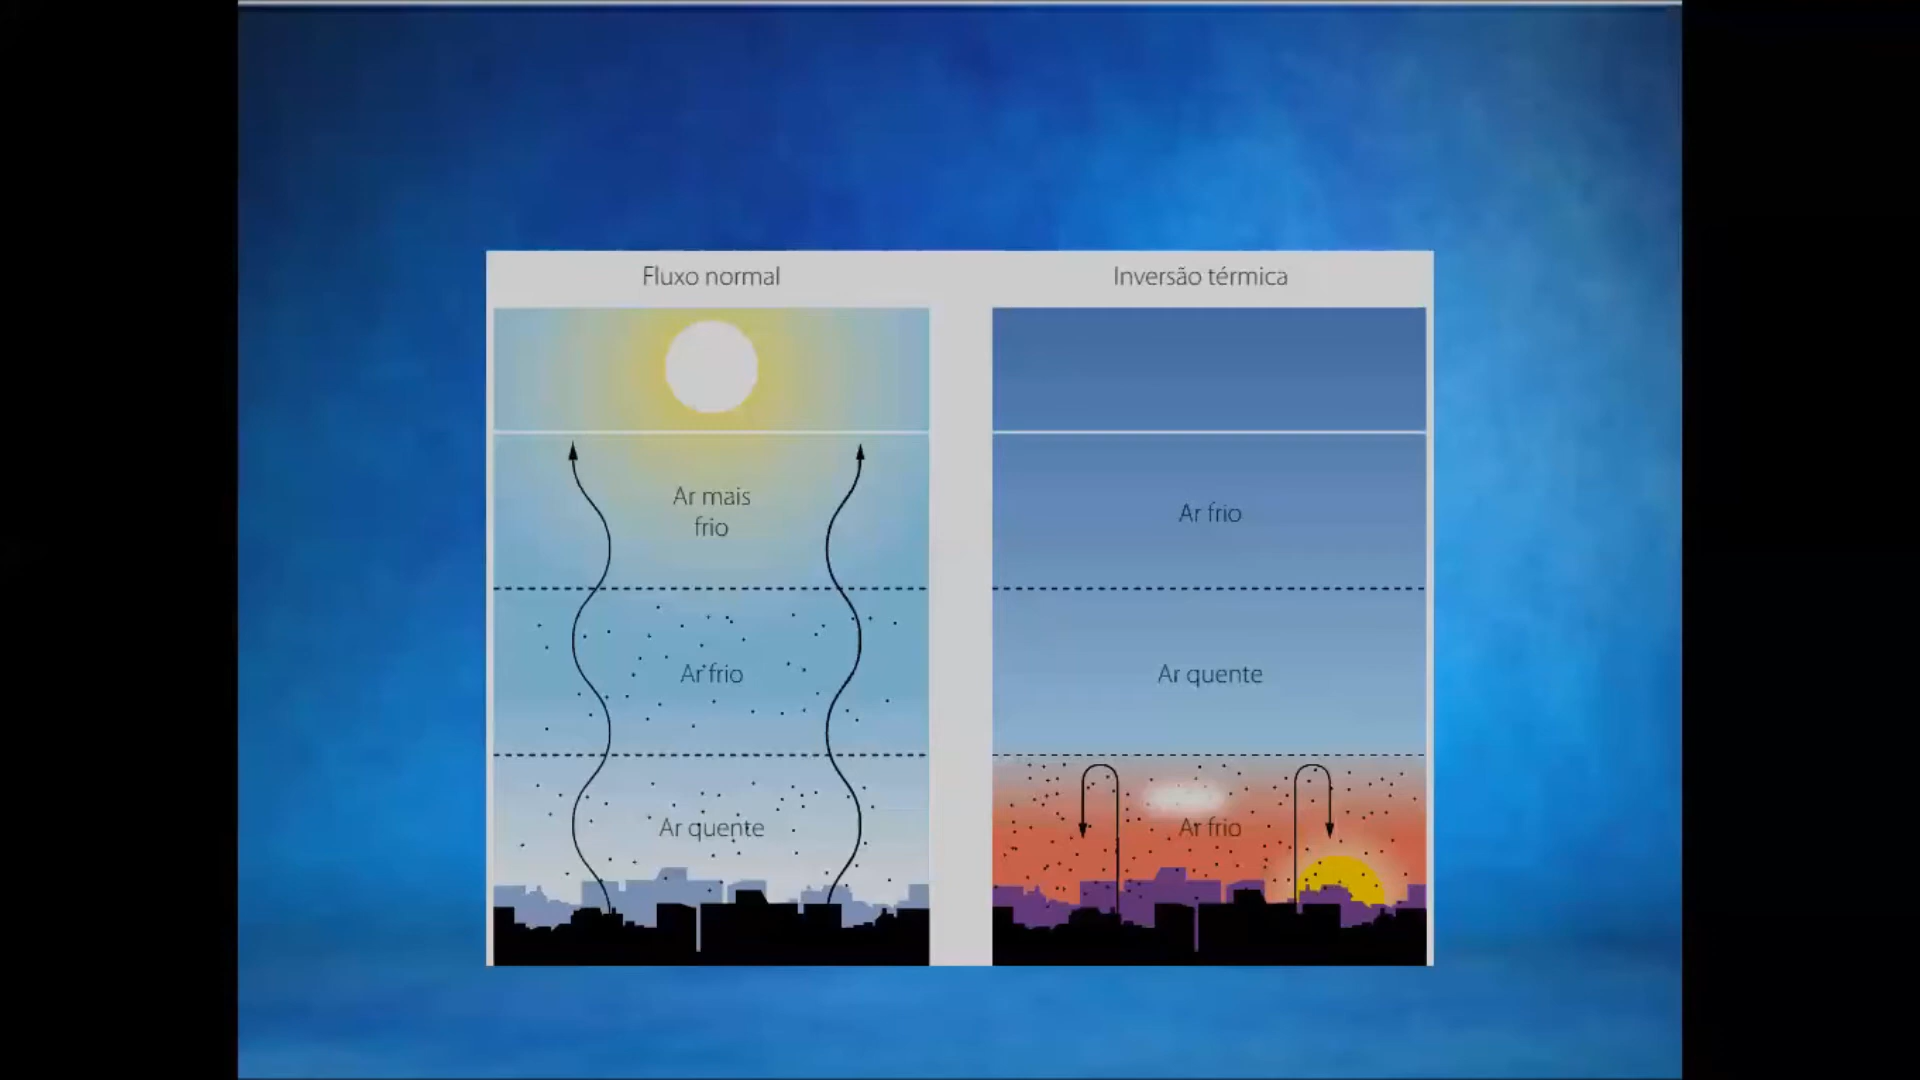 Fluxo normal
Ar mais
frio
Ar frio
Ar quente
Inversão térmica
Ar frio
Ar quente
Ar frio